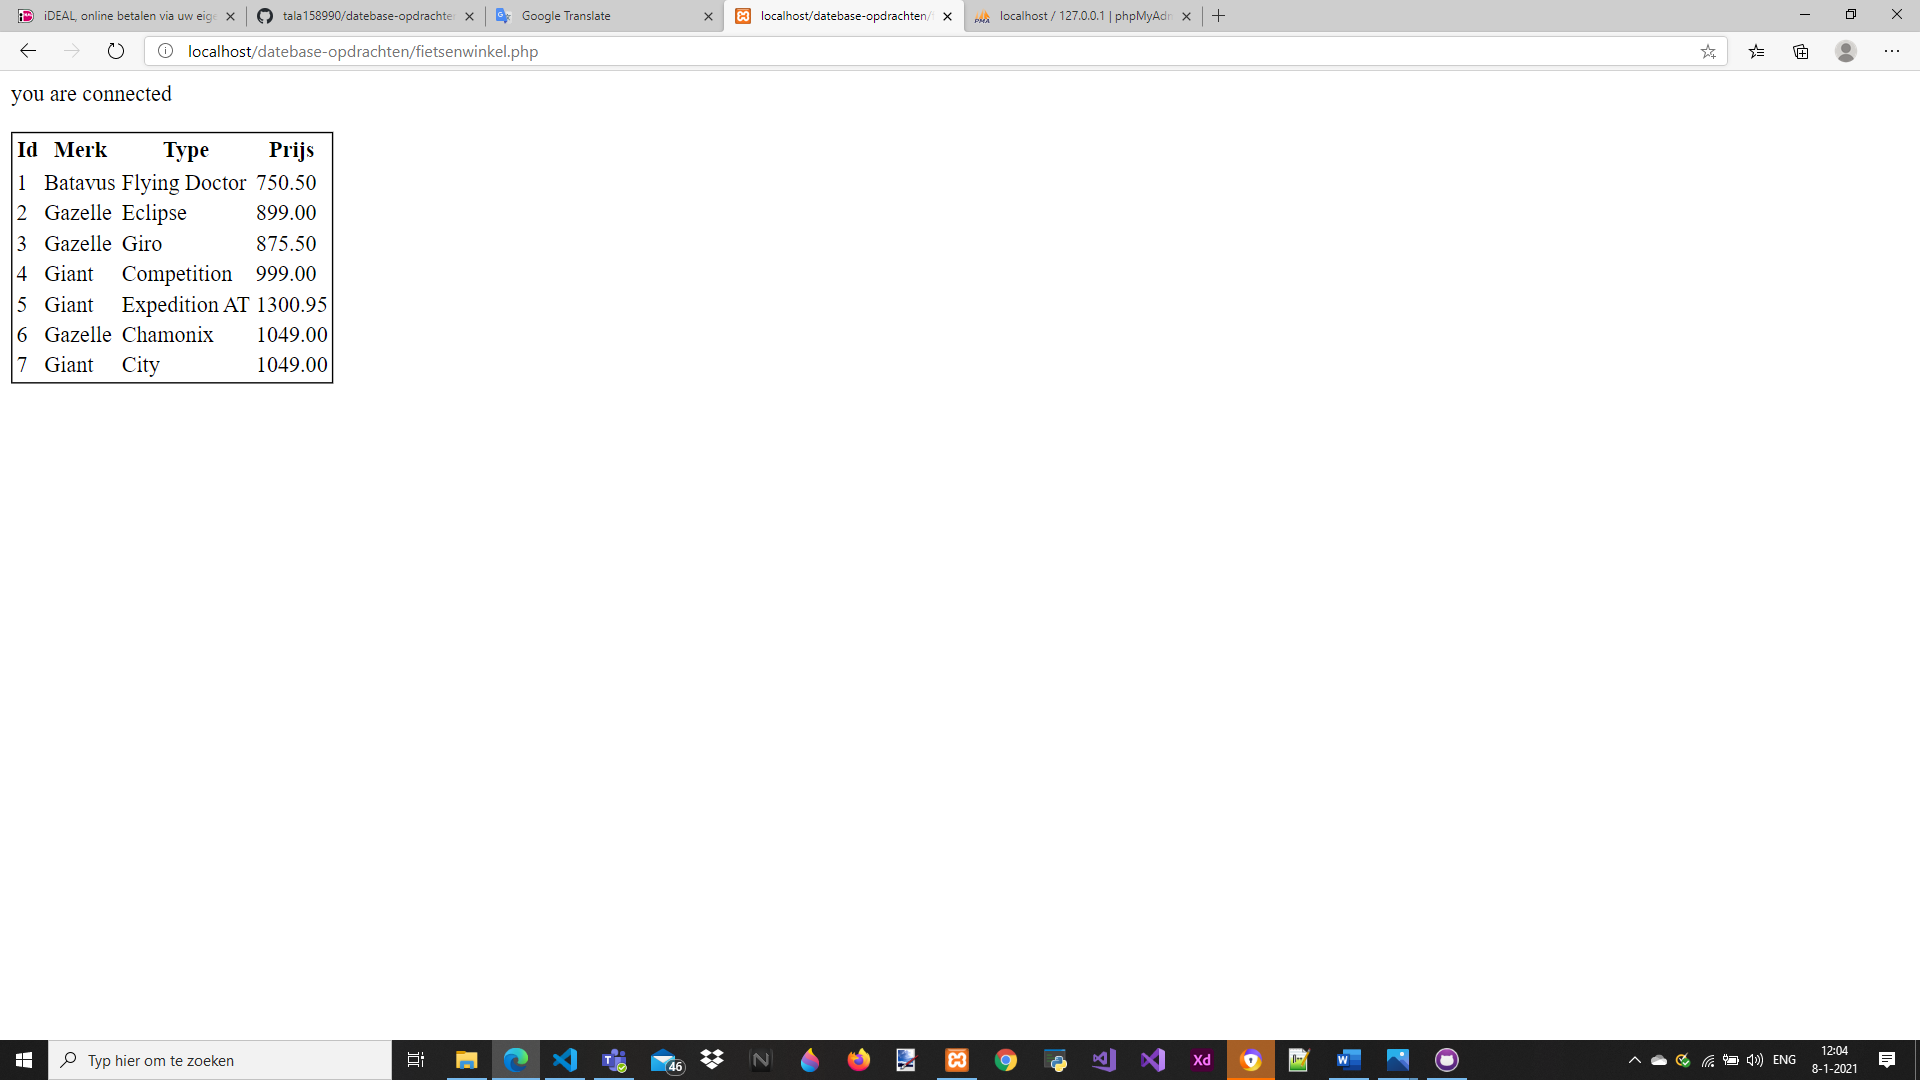 iDEAL, online betalen via uw eige
tala158990/datebase-opdrachte
Google Translate
localhost/datebase-opdrachten/
localhost / 127.0.0.1 | phpMyAd
localhost/datebase-opdrachten/fietsenwinkel.php
you are connected
Id Merk Type Prijs
1 Batavus Flying Doctor 750.50
2 Gazelle Eclipse 899.00
3 Gazelle Giro 875.50
4 Giant Competition 999.00
5 Giant Expedition AT 1300.95
6 Gazelle Chamonix 1049.00
7 Giant City 1049.00
Typ hier om te zoeken
46
Xd
ENG
12:04
8-1-2021